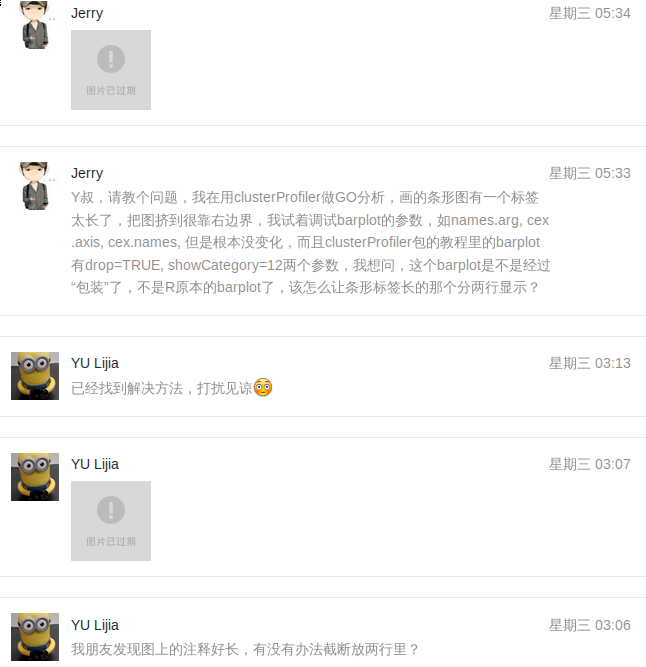 Jerry 星期三 05:34
图片已过期
Jerry 星期三 05:33
Y叔，请教个问题，我在用clusterProfiler做GO分析，画的条形图有一个标签
太长了，把图挤到很靠右边界，我试着调试barplot的参数，如names.arg, cex
.axis, cex.names, 但是根本没变化，而且clusterProfiler包的教程里的barplot
有drop=TRUE, showCategory=12两个参数，我想问，这个barplot是不是经过
“包装”了，不是R原本的barplot了，该怎么让条形标签长的那个分两行显示？
YU Lijia 星期三 03:13
已经找到解决方法，打扰见谅😳
YU Lijia 星期三 03:07
图片已过期
YU Lijia 星期三 03:06
我朋友发现图上的注释好长，有没有办法截断放两行里？